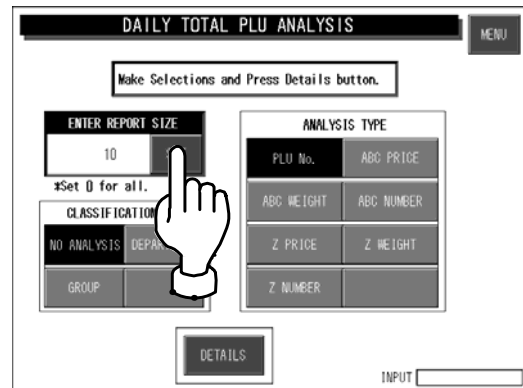 DAILY TOTAL PLU ANALYSIS
MENU
Make Selections and Press Details button.
ENTER REPORT SIZE
10
*Set 0 for all.
CLASSIFICATION
NO ANALYSIS
GROUP
ANALYSIS TYPE
PLU No. ABC PRICE
ABC WEIGHT ABC NUMBER
Z PRICE Z WEIGHT
Z NUMBER
DETAILS
INPUT